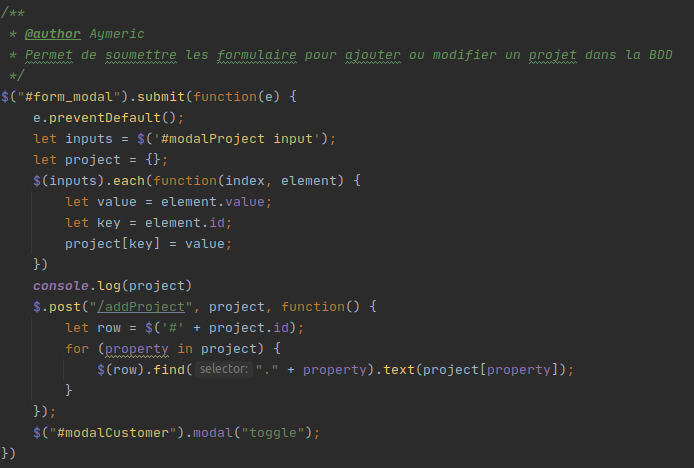 /**
 * @author Aymeric
 * Permet de soumettre les formulaire pour ajouter ou modifier un projet dans la BDD
 */
$("#form_modal").submit(function(e) {
    e.preventDefault();
    let inputs = $('#modalProject input');
    let project = {};
    $(inputs).each(function(index, element) {
        let value = element.value;
        let key = element.id;
        project[key] = value;
    })
    console.log(project)
    $.post("/addProject", project, function() {
        let row = $('#' + project.id);
        for (property in project) {
            $(row).find( selector: "." + property).text(project[property]);
        }
    });
    $("#modalCustomer").modal("toggle");
})